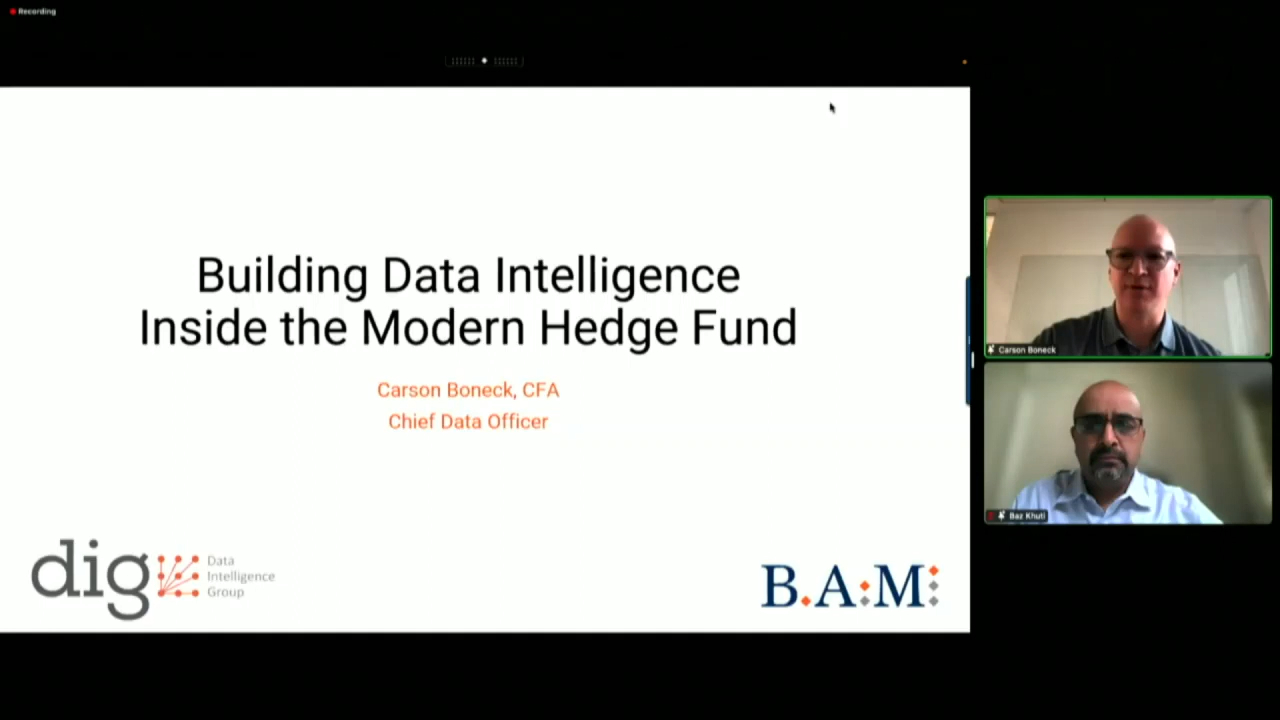 Recording
Building Data Intelligence
Inside the Modern Hedge Fund
Carson Boneck, CFA
Chief Data Officer
dig
Data
Intelligence
Group
B.A.M
Carson Boneck
Baz Khuti